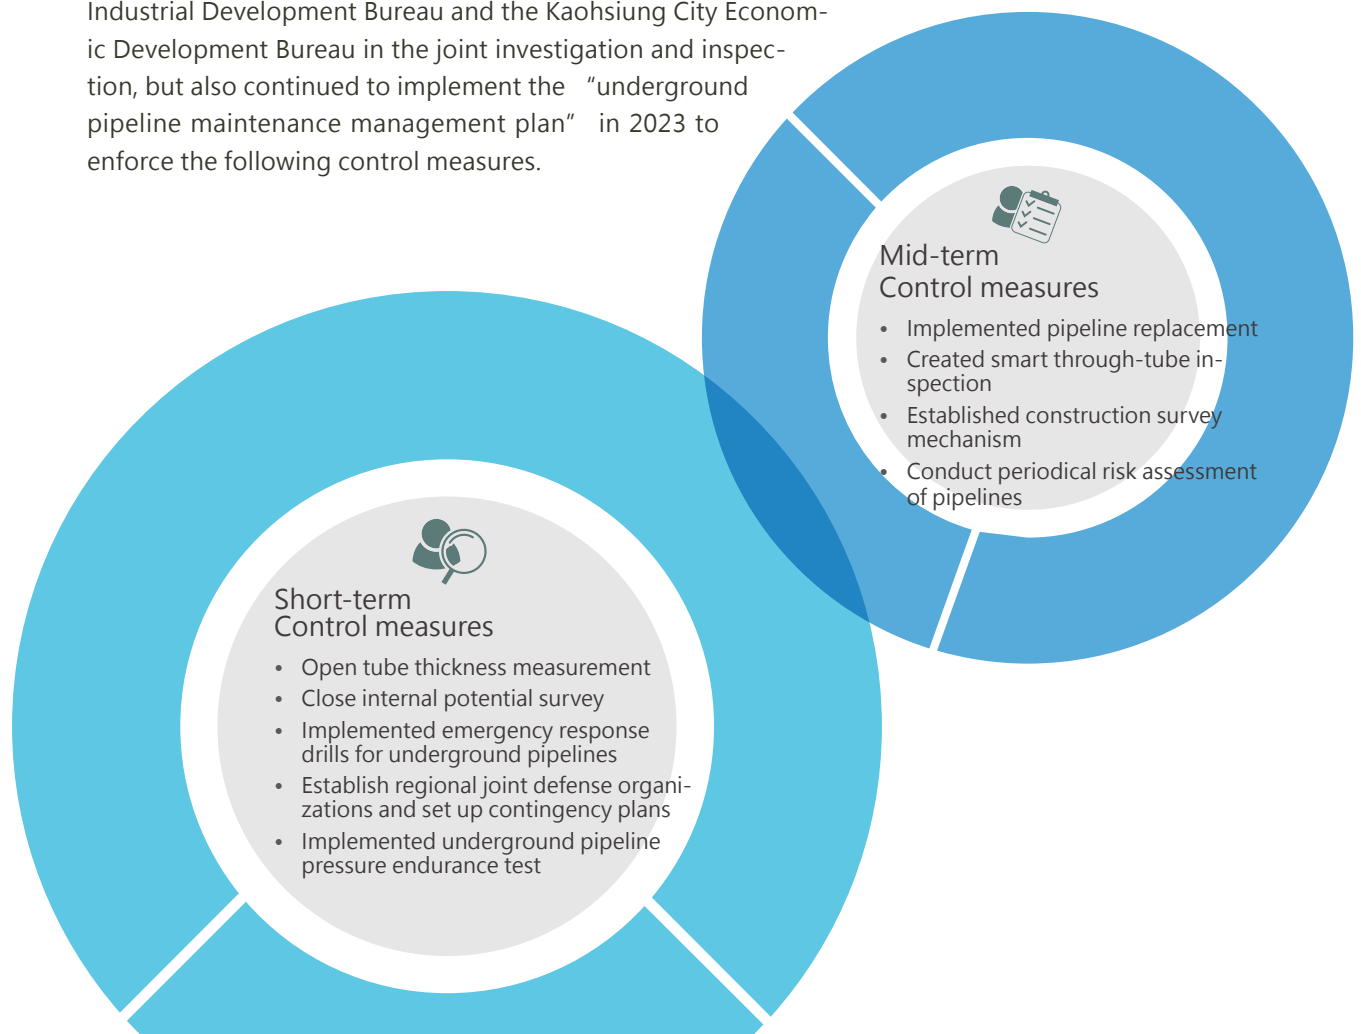 Industrial Development Bureau and the Kaohsiung City Econom-
ic Development Bureau in the joint investigation and inspec-
tion, but also continued to implement the “underground
pipeline maintenance management plan” in 2023 to
enforce the following control measures.
Mid-term
Control measures
• Implemented pipeline replacement
• Created smart through-tube in-
spection
• Established construction survey
mechanism
• Conduct periodical risk assessment
of pipelines
Short-term
Control measures
• Open tube thickness measurement
• Close internal potential survey
• Implemented emergency response
drills for underground pipelines
• Establish regional joint defense organi-
zations and set up contingency plans
• Implemented underground pipeline
pressure endurance test